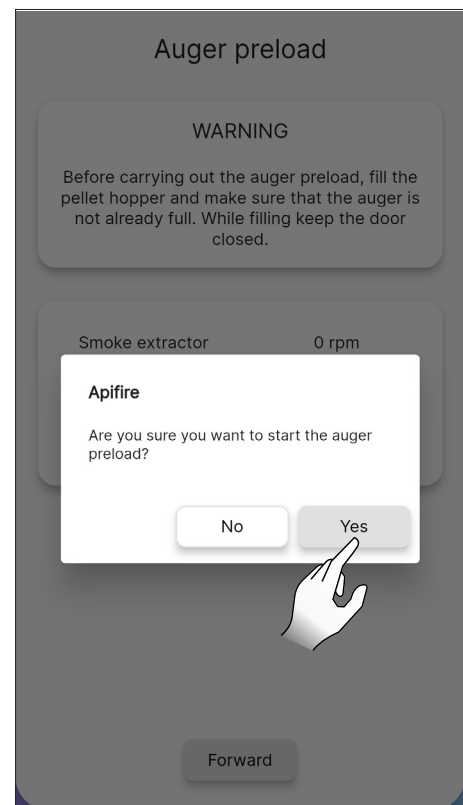 Auger preload
WARNING
Before carrying out the auger preload, fill the
pellet hopper and make sure that the auger is
not already full. While filling keep the door
closed.
Smoke extractor 0 rpm
Apifire
Are you sure you want to start the auger
preload?
No Yes
Forward